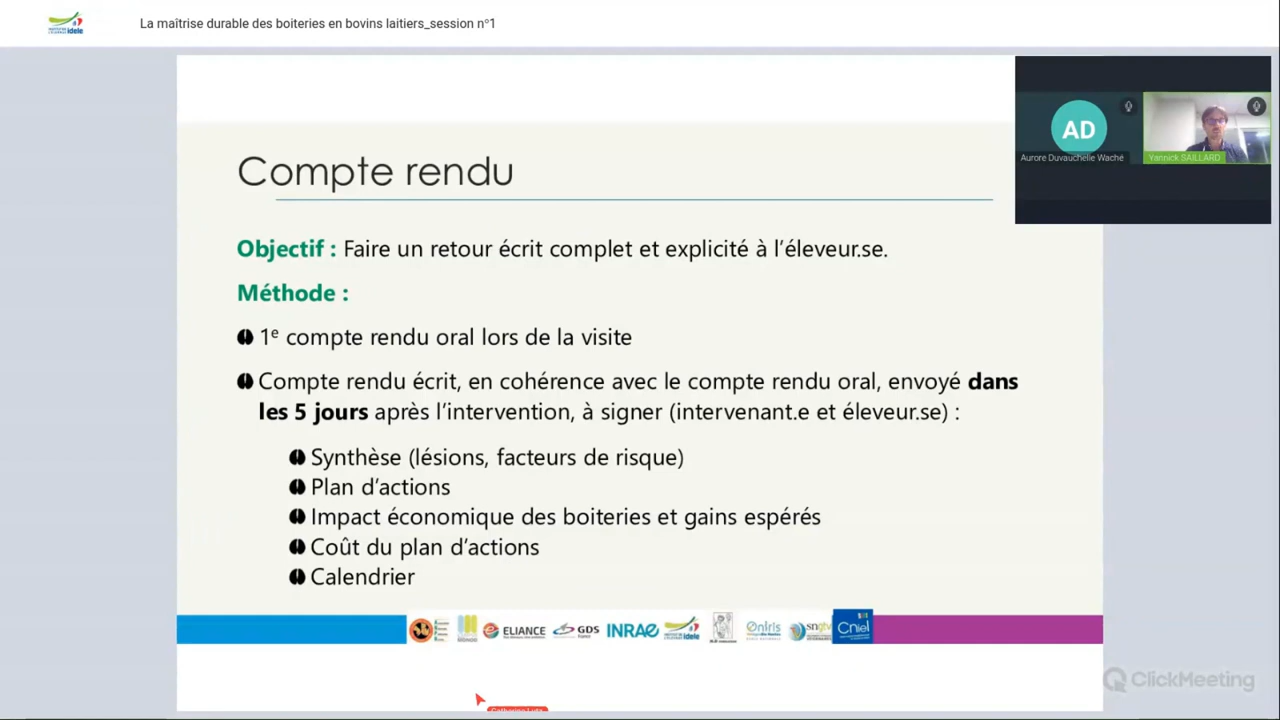 La maîtrise durable des boiteries en bovins laitiers_session n°1
idele
AD
Aurore Duvauchelle Waché
Yannick SAILLARD
Compte rendu
Objectif : Faire un retour écrit complet et explicité à l'éleveur.se.
Méthode :
1e compte rendu oral lors de la visite
Compte rendu écrit, en cohérence avec le compte rendu oral, envoyé dans
les 5 jours après l'intervention, à signer (intervenant.e et éleveur.se) :
Synthèse (lésions, facteurs de risque)
Plan d'actions
Impact économique des boiteries et gains espérés
Coût du plan d'actions
Calendrier
ELIANCE
GDS
France
INRAE
idele
Oniris
sngtv
Cniel
ClickMeeting